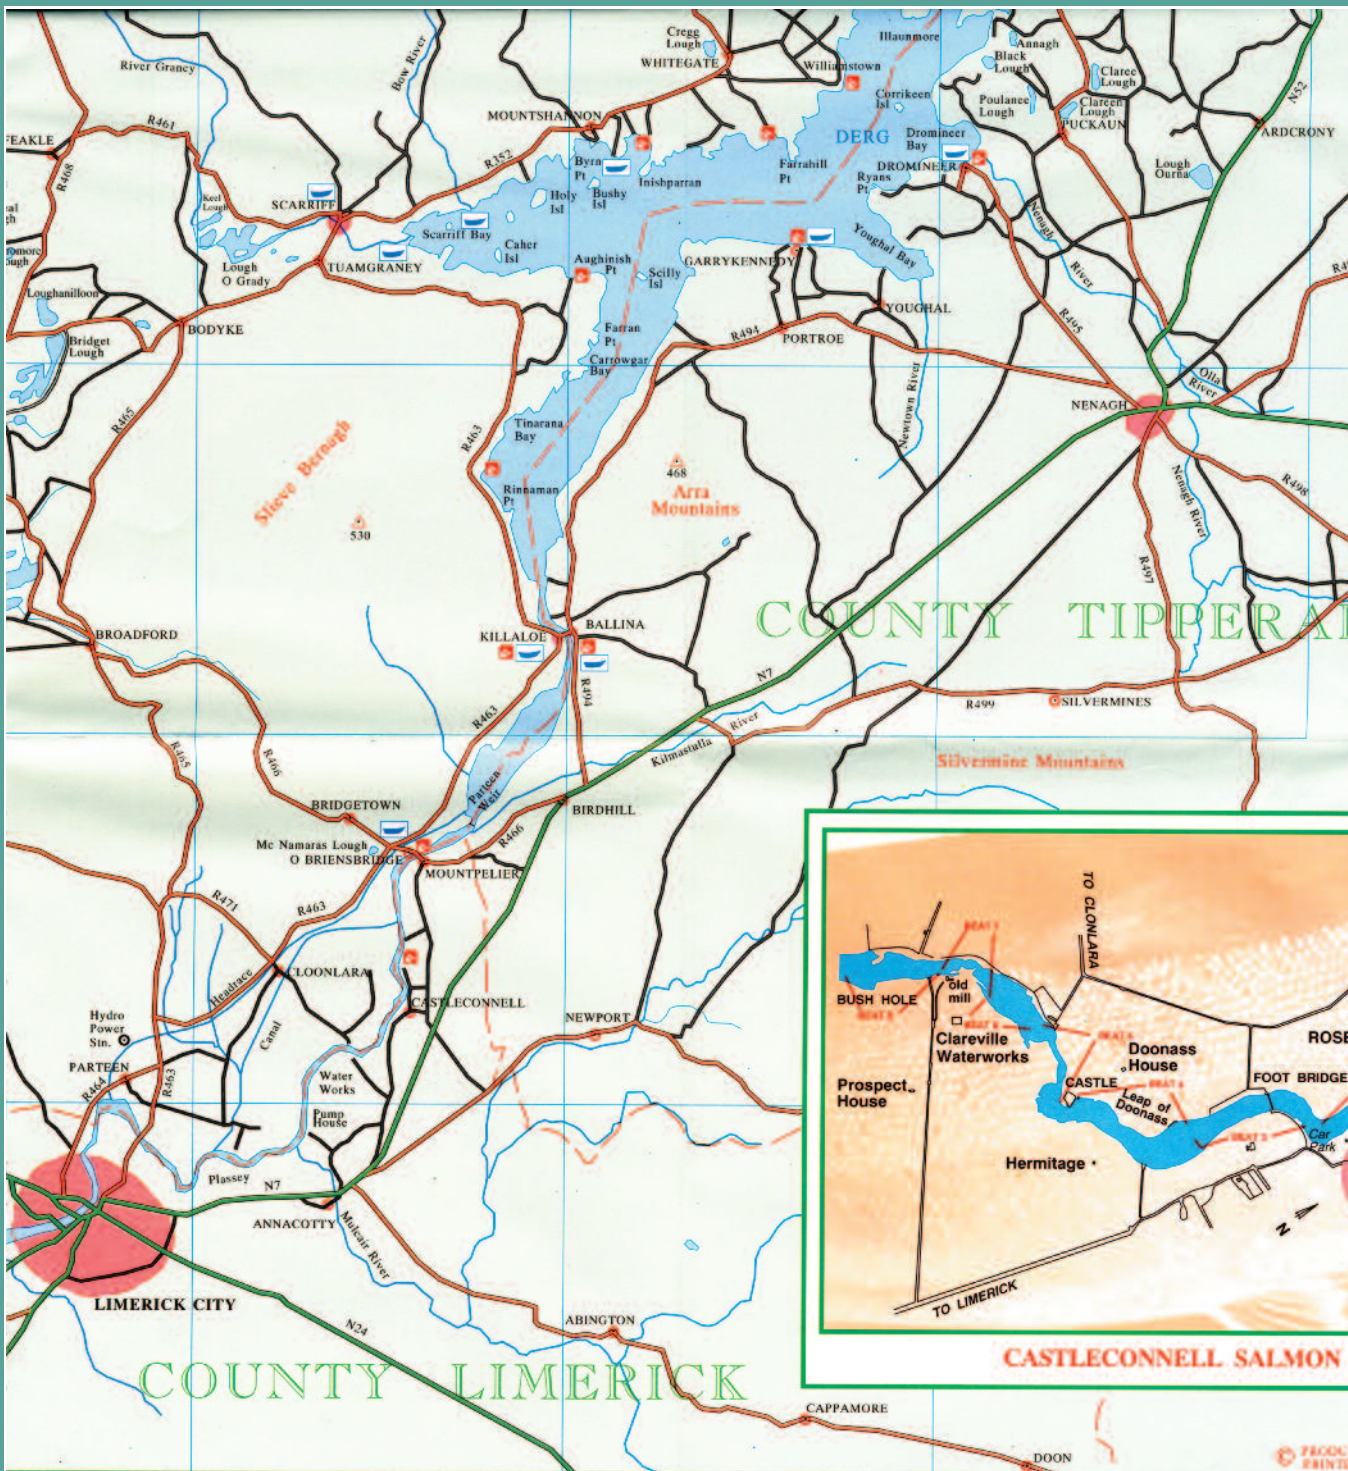 Illaunmore
Cregg
Lough
WHITEGATE
Annagh
Black
Lough
Williamstown
River Graney
Bow River
Claree
Lough
Corrikeen
Isl
Poulanee
Lough
Clareen
Lough
PUCKAUN
N52
ARDCRONY
MOUNTSHANNON
R461
FEAKLE
R468
R352
DERG
Dromineer
Bay
DROMINEER
Byrn
Pt
Inishparran
Farrahill
Pt
Ryans
Pt
Lough
Ourna
Holy
Isl
Bushy
Isl
Keel
Lough
SCARRIFF
Scarriff Bay
Nenagh
River
Youghal Bay
Caher
Isl
Aughinish
Pt
Scilly
Isl
GARRYKENNEDY
TUAMGRANEY
Lough
O Grady
Loughanilloon
BODYKE
Bridget
Lough
Farran
Pt
Carrowgar
Bay
R494
PORTROE
YOUGHAL
R495
Olla
River
NENAGH
Newtown River
R465
Slieve Bernagh
530
R463
Tinarana
Bay
Rinnaman
Pt
468
Arra
Mountains
R498
Nenagh River
R497
COUNTY TIPPERA
BROADFORD
KILLALOE
BALLINA
N7
R494
R463
R499
SILVERMINES
Kilmastulla
River
Silvermine Mountains
R465
R466
Parteen
Weir
BRIDGETOWN
BIRDHILL
Mc Namaras Lough
O BRIENSBRIDGE
R466
MOUNTPELIER
R471
R463
Headrace
CLOONLARA
CASTLECONNELL
NEWPORT
Hydro
Power
Stn.
Canal
PARTEEN
R464
R463
Water
Works
Pump
House
Plassey
N7
ANNACOTTY
Mulcair River
LIMERICK CITY
N24
ABINGTON
COUNTY LIMERICK
CAPPAMORE
DOON
TO CLONLARA
BEAT 1
BUSH HOLE
old
mill
Clareville
Waterworks
Doonass
House
ROSE
Prospect
House
CASTLE
Leap of
Doonass
FOOT BRIDGE
Car
Park
Hermitage
N
TO LIMERICK
CASTLECONNELL SALMON
© PRODU
PRINT